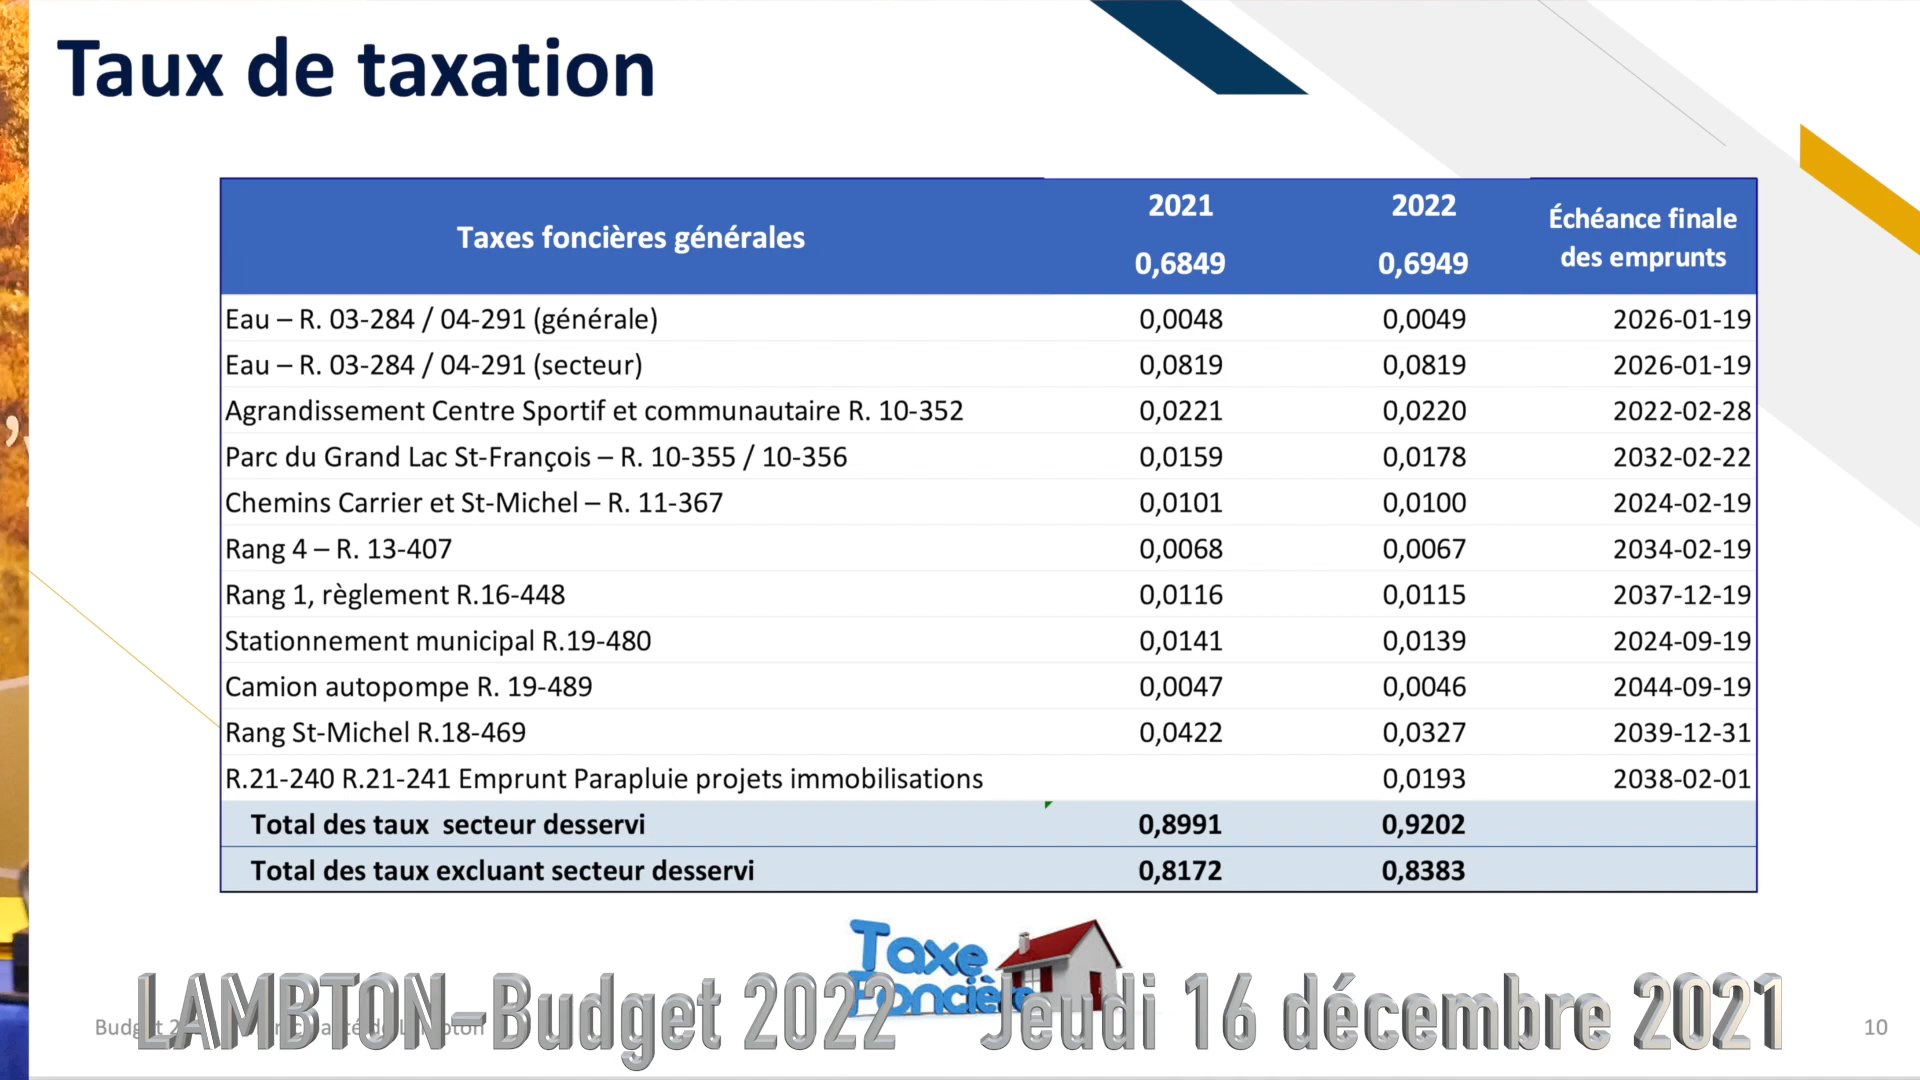 Taux de taxation
Taxes foncières générales 2021 2022 Échéance finale des emprunts
0,6849 0,6949
Eau – R. 03-284 / 04-291 (générale) 0,0048 0,0049 2026-01-19
Eau – R. 03-284 / 04-291 (secteur) 0,0819 0,0819 2026-01-19
Agrandissement Centre Sportif et communautaire R. 10-352 0,0221 0,0220 2022-02-28
Parc du Grand Lac St-François – R. 10-355 / 10-356 0,0159 0,0178 2032-02-22
Chemins Carrier et St-Michel – R. 11-367 0,0101 0,0100 2024-02-19
Rang 4 – R. 13-407 0,0068 0,0067 2034-02-19
Rang 1, règlement R.16-448 0,0116 0,0115 2037-12-19
Stationnement municipal R.19-480 0,0141 0,0139 2024-09-19
Camion autopompe R. 19-489 0,0047 0,0046 2044-09-19
Rang St-Michel R.18-469 0,0422 0,0327 2039-12-31
R.21-240 R.21-241 Emprunt Parapluie projets immobilisations 0,0193 2038-02-01
Total des taux secteur desservi 0,8991 0,9202
Total des taux excluant secteur desservi 0,8172 0,8383
Taxe
Foncière
LAMBTON-Budget 2022 Jeudi 16 décembre 2021
10